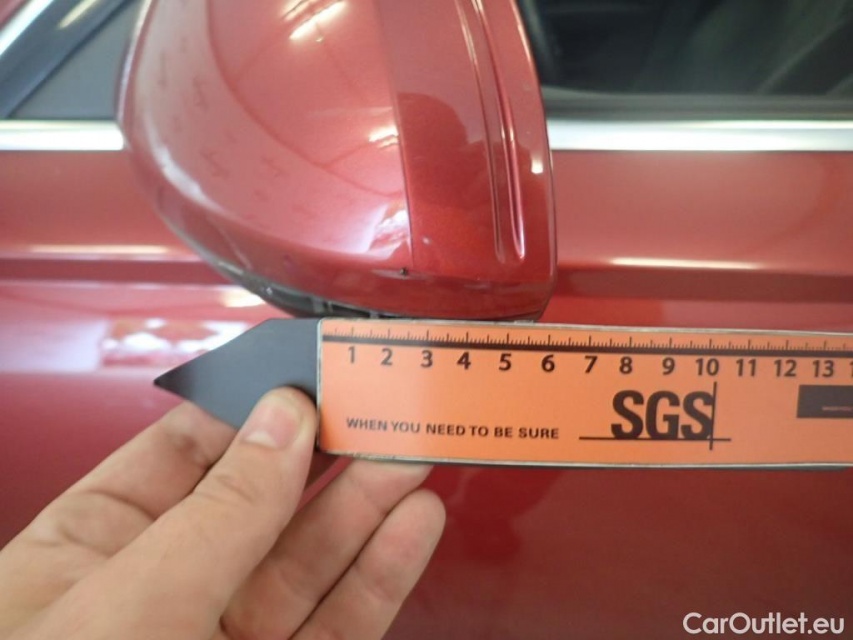 1 2 3 4 5 6 7 8 9 10 11 12 13
WHEN YOU NEED TO BE SURE
SGS
CarOutlet.eu